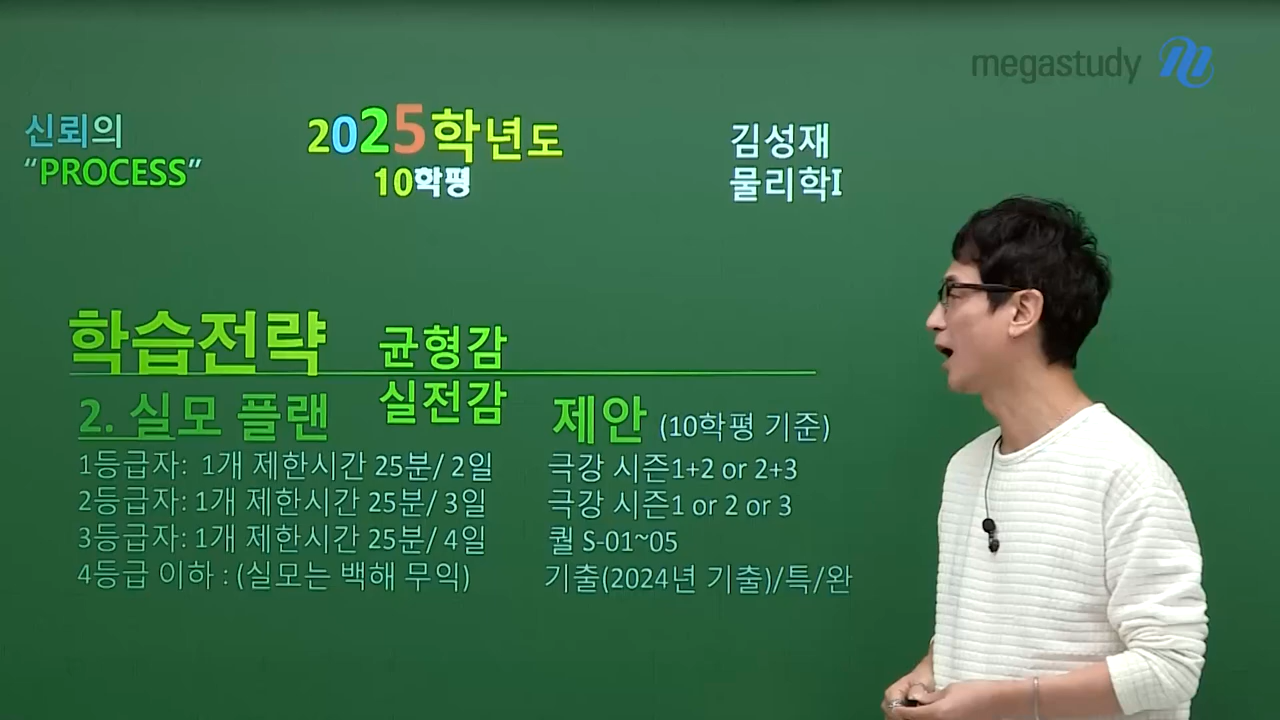 megastudy
신뢰의
“PROCESS”
2025학년도
10학평
김성재
물리학I
학습전략
균형감
실전감
2. 실모 플랜
1등급자: 1개 제한시간 25분/ 2일
2등급자: 1개 제한시간 25분/ 3일
3등급자: 1개 제한시간 25분/ 4일
4등급 이하 : (실모는 백해 무익)
제안 (10학평 기준)
극강 시즌1+2 or 2+3
극강 시즌1 or 2 or 3
퀄 S-01~05
기출(2024년 기출)/특/완